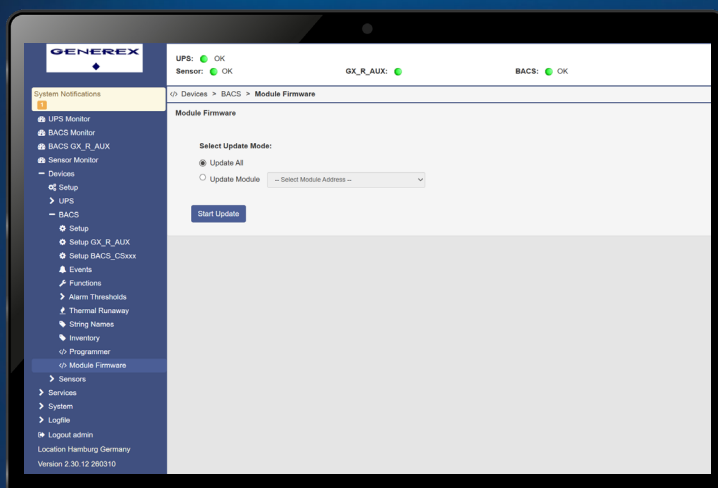 GENEREX
UPS: OK
Sensor: OK GX_R_AUX: BACS: OK
System Notifications
1
UPS Monitor
BACS Monitor
BACS GX_R_AUX
Sensor Monitor
Devices
Setup
UPS
BACS
Setup
Setup GX_R_AUX
Setup BACS_CSxxx
Events
Functions
Alarm Thresholds
Thermal Runaway
String Names
Inventory
</> Programmer
</> Module Firmware
Sensors
Services
System
Logfile
Logout admin
Location Hamburg Germany
Version 2.30.12 260310
</> Devices > BACS > Module Firmware
Module Firmware
Select Update Mode:
Update All
Update Module -- Select Module Address --
Start Update